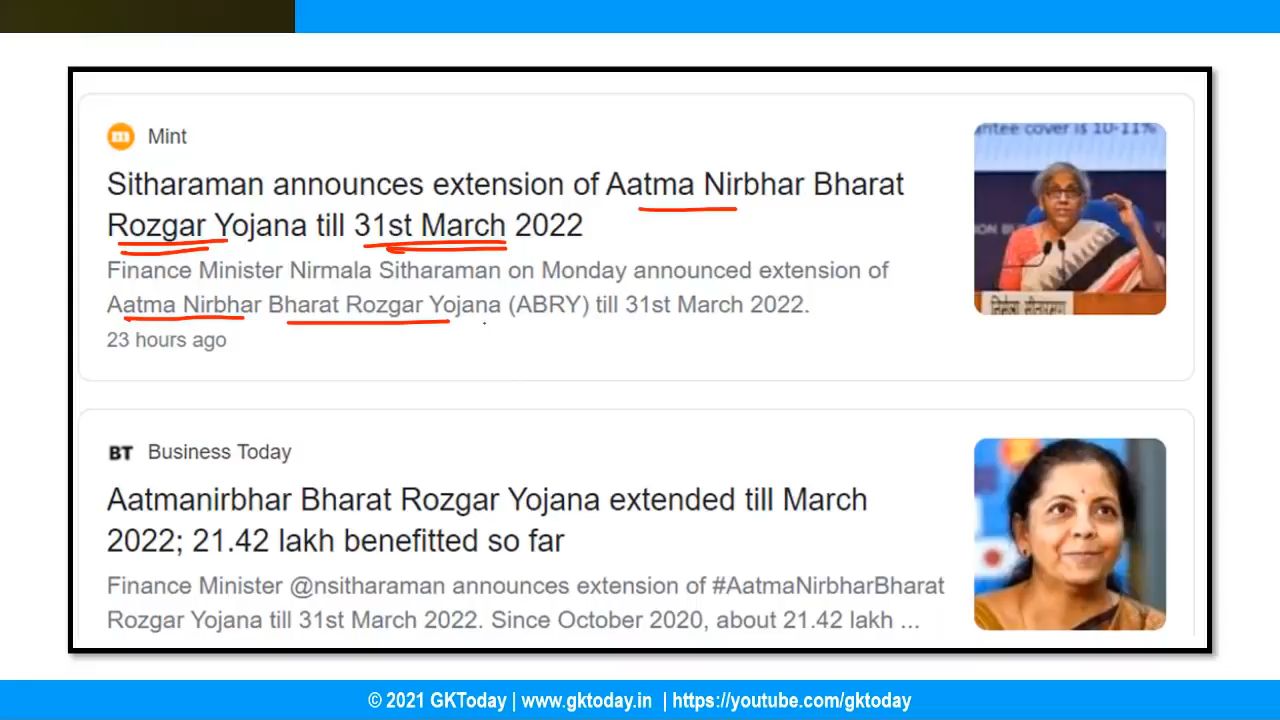 Mint
Sitharaman announces extension of Aatma Nirbhar Bharat
Rozgar Yojana till 31st March 2022
Finance Minister Nirmala Sitharaman on Monday announced extension of
Aatma Nirbhar Bharat Rozgar Yojana (ABRY) till 31st March 2022.
23 hours ago
cover is 10-11%
BT Business Today
Aatmanirbhar Bharat Rozgar Yojana extended till March
2022; 21.42 lakh benefitted so far
Finance Minister @nsitharaman announces extension of #AatmaNirbharBharat
Rozgar Yojana till 31st March 2022. Since October 2020, about 21.42 lakh ...
© 2021 GKToday | www.gktoday.in | https://youtube.com/gktoday